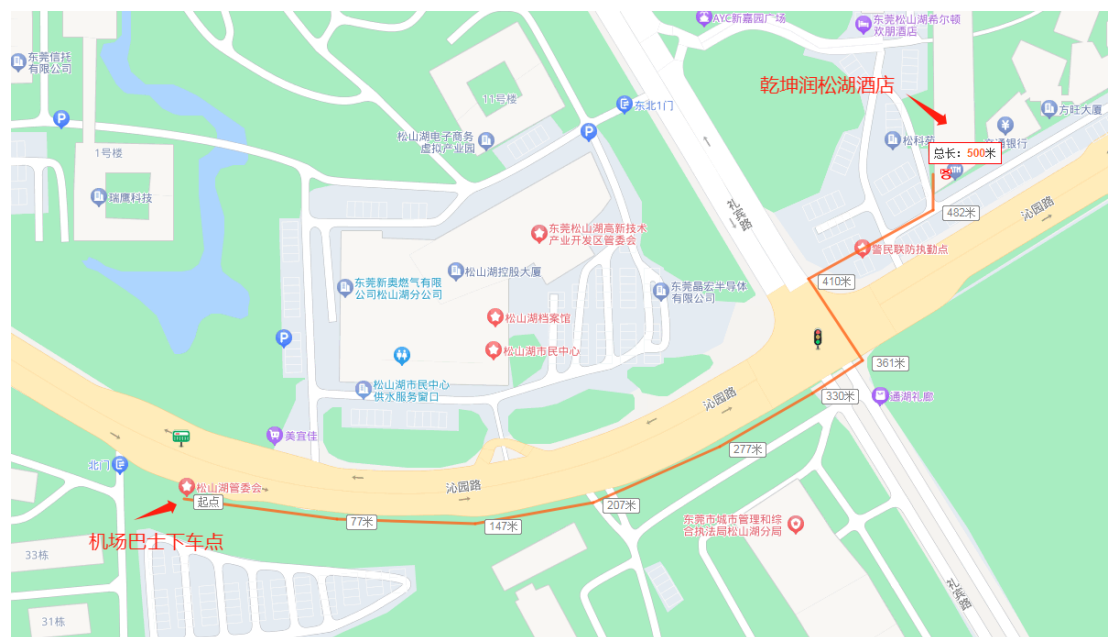 AYC新嘉园广场
东莞松山湖希尔顿
欢朋酒店
东莞信托
有限公司
乾坤润松湖酒店
11号楼
东北1门
方旺大厦
松山湖电子商务
虚拟产业园
松科苑
交通银行
1号楼
总长：500米
ATM
瑞鹰科技
礼宾路
482米
沁园路
东莞松山湖高新技术
产业开发区管委会
警民联防执勤点
松山湖控股大厦
东莞新奥燃气有限
公司松山湖分公司
410米
东莞晶宏半导体
有限公司
松山湖档案馆
松山湖市民中心
361米
松山湖市民中心
供水服务窗口
沁园路
330米
通湖礼廊
美宜佳
277米
北门
松山湖管委会
沁园路
起点
207米
77米
147米
东莞市城市管理和综
合执法局松山湖分局
机场巴士下车点
33栋
礼宾路
31栋